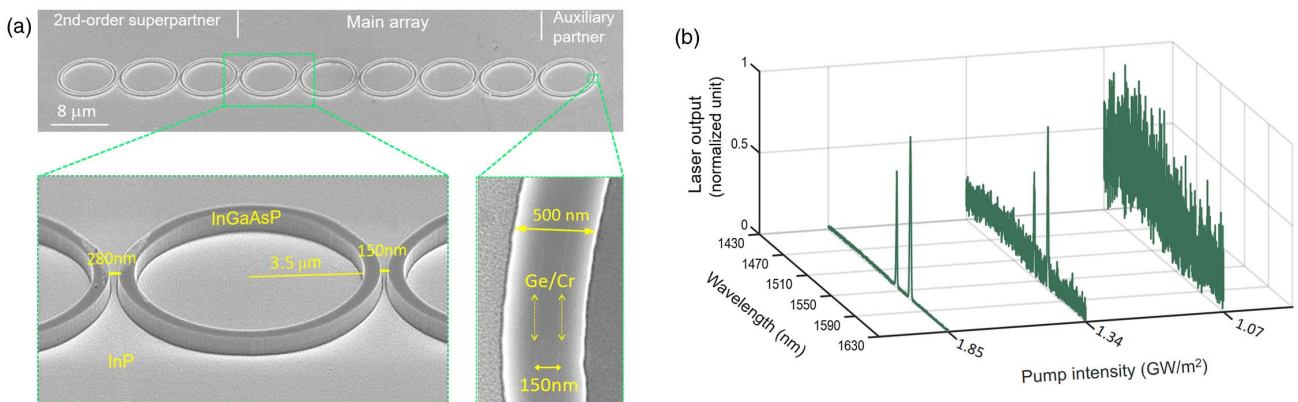 (a)
2nd-order superpartner
Main array
Auxiliary
partner
8 μm
InGaAsP
280nm
150nm
3.5 μm
InP
500 nm
Ge/Cr
150nm
(b)
Laser output
(normalized unit)
1
0.5
0
1430
1470
1510
1550
1590
1630
Wavelength (nm)
1.85
1.34
1.07
Pump intensity (GW/m²)